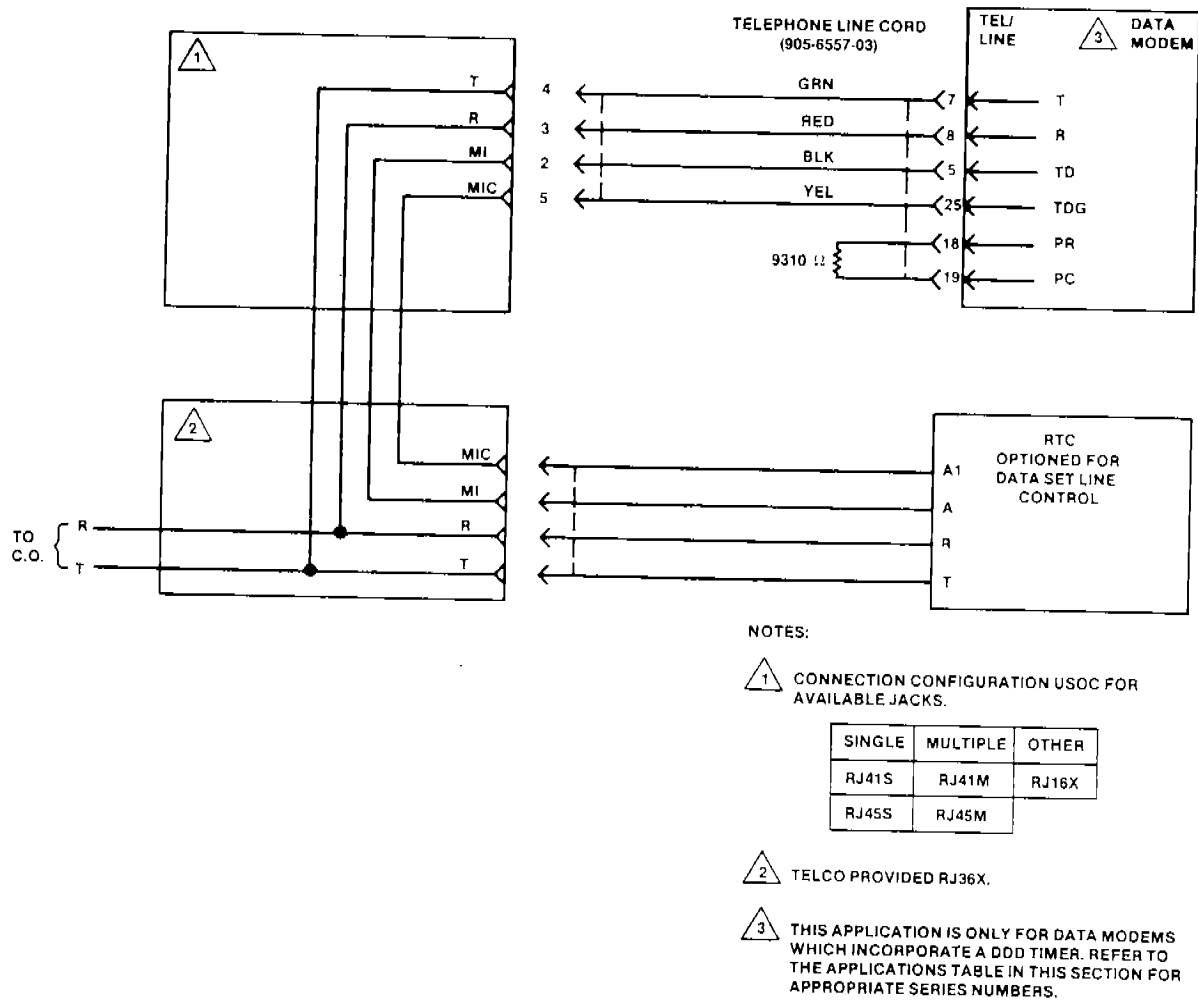 TELEPHONE LINE CORD
(905-6557-03)
TEL/
LINE
3
DATA
MODEM
1
T 4 GRN 7 T
R 3 RED 8 R
MI 2 BLK 5 TD
MIC 5 YEL 25 TDG
18 PR
9310 Ω
19 PC
2
MIC A1
MI A
R R
T T
RTC
OPTIONED FOR
DATA SET LINE
CONTROL
TO
C.O.
R
T
NOTES:
1 CONNECTION CONFIGURATION USOC FOR
AVAILABLE JACKS.
SINGLE MULTIPLE OTHER
RJ41S RJ41M RJ16X
RJ45S RJ45M
2 TELCO PROVIDED RJ36X.
3 THIS APPLICATION IS ONLY FOR DATA MODEMS
WHICH INCORPORATE A DDD TIMER. REFER TO
THE APPLICATIONS TABLE IN THIS SECTION FOR
APPROPRIATE SERIES NUMBERS.